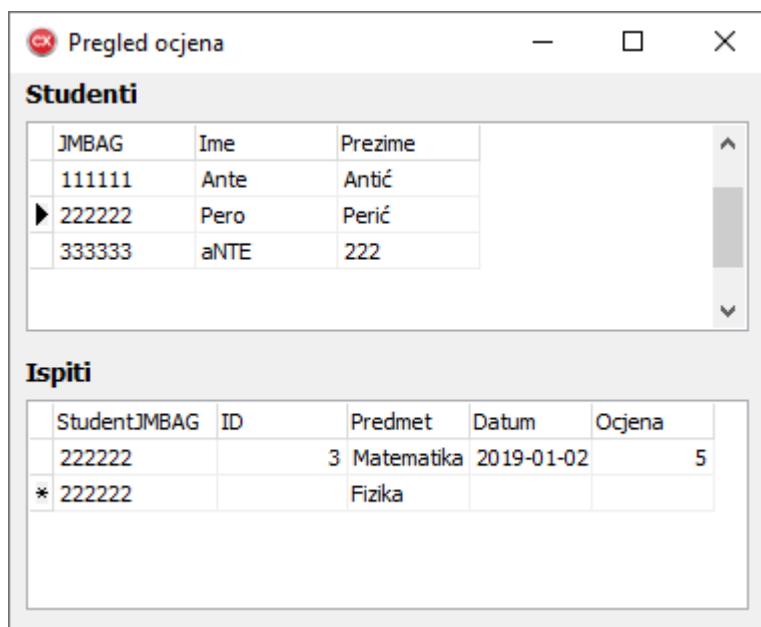 CX Pregled ocjena
Studenti
JMBAG Ime Prezime
111111 Ante Antić
222222 Pero Perić
333333 aNTE 222
Ispiti
StudentJMBAG ID Predmet Datum Ocjena
222222 3 Matematika 2019-01-02 5
* 222222 Fizika